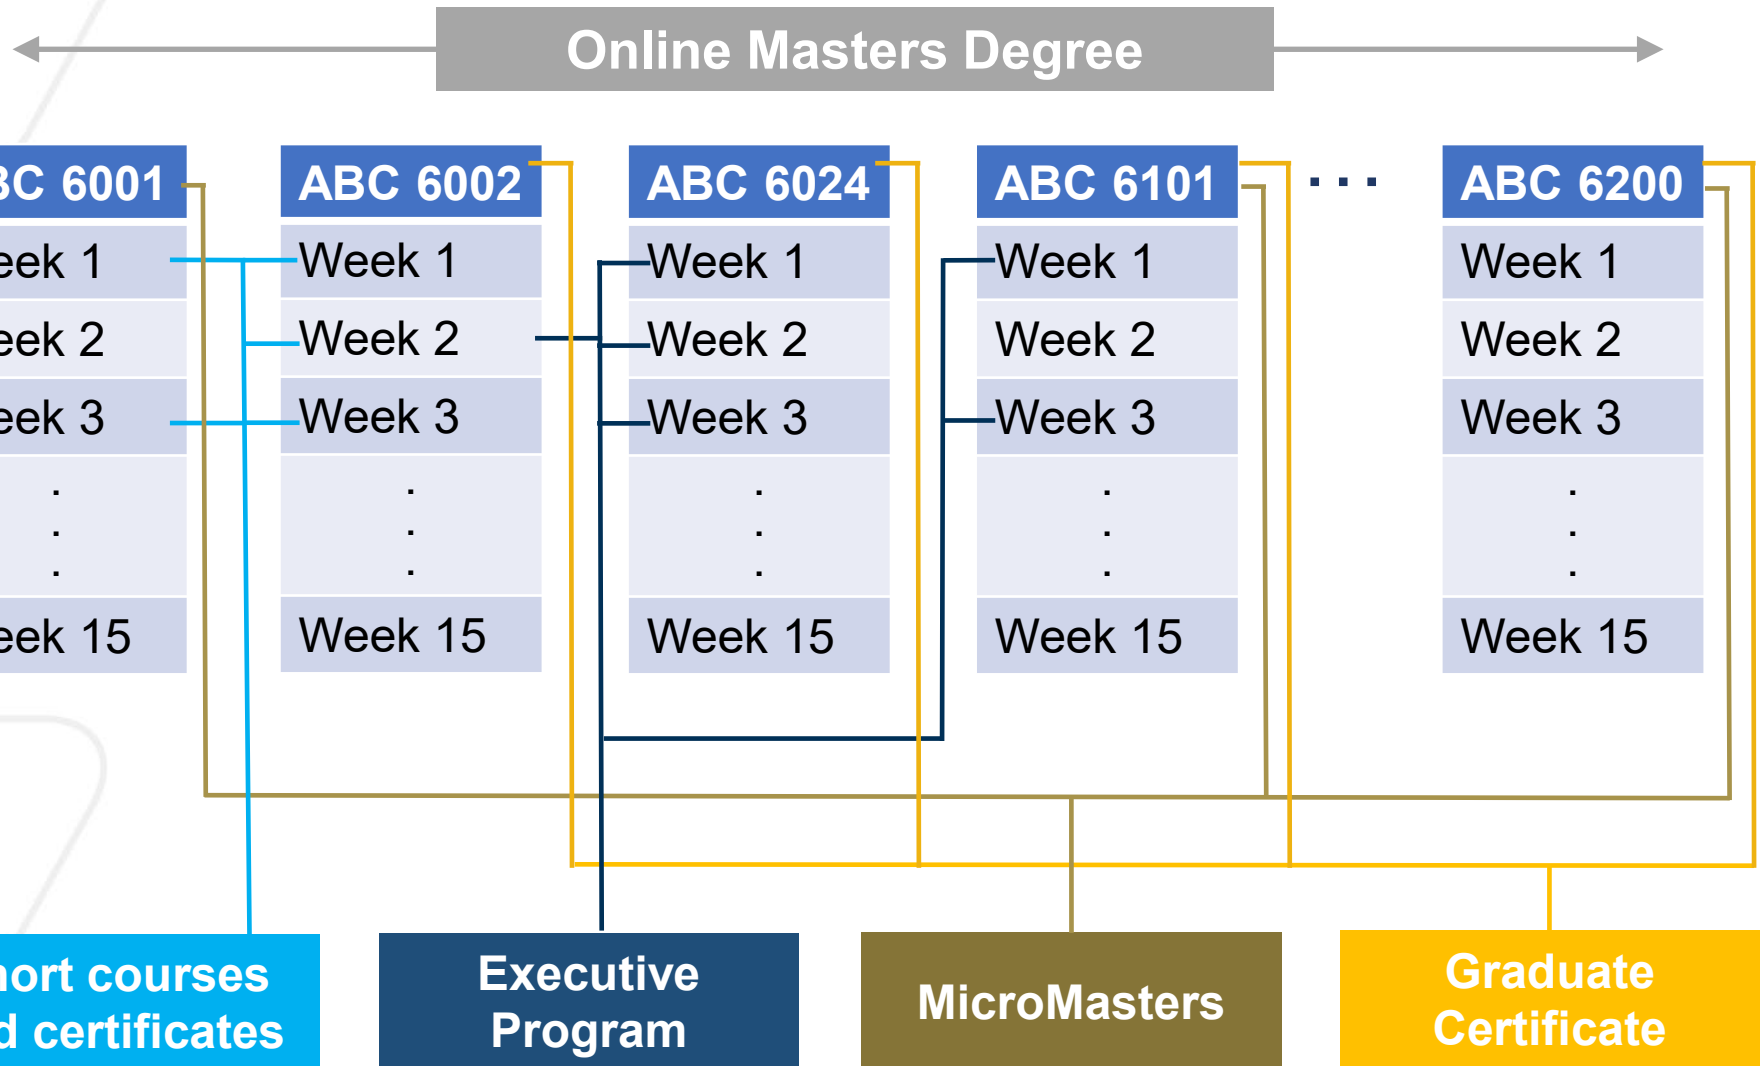 Online Masters Degree
BC 6001
eek 1
eek 2
eek 3
.
.
.
eek 15
ABC 6002
Week 1
Week 2
Week 3
.
.
.
Week 15
ABC 6024
Week 1
Week 2
Week 3
.
.
.
Week 15
ABC 6101
Week 1
Week 2
Week 3
.
.
.
Week 15
...
ABC 6200
Week 1
Week 2
Week 3
.
.
.
Week 15
hort courses
d certificates
Executive
Program
MicroMasters
Graduate
Certificate